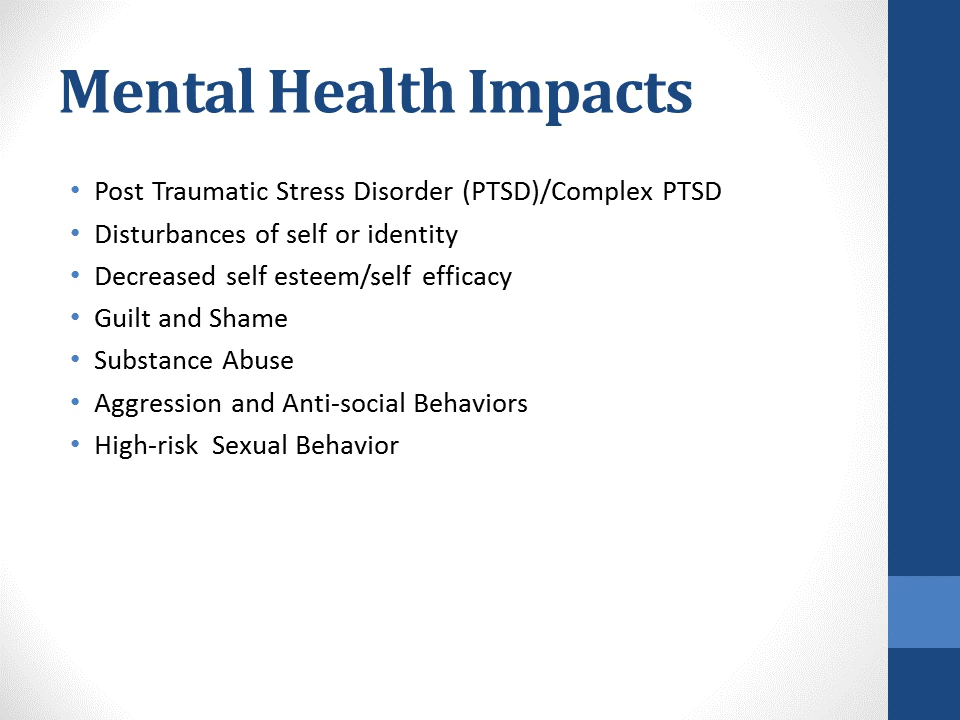 Mental Health Impacts
• Post Traumatic Stress Disorder (PTSD)/Complex PTSD
• Disturbances of self or identity
• Decreased self esteem/self efficacy
• Guilt and Shame
• Substance Abuse
• Aggression and Anti-social Behaviors
• High-risk Sexual Behavior